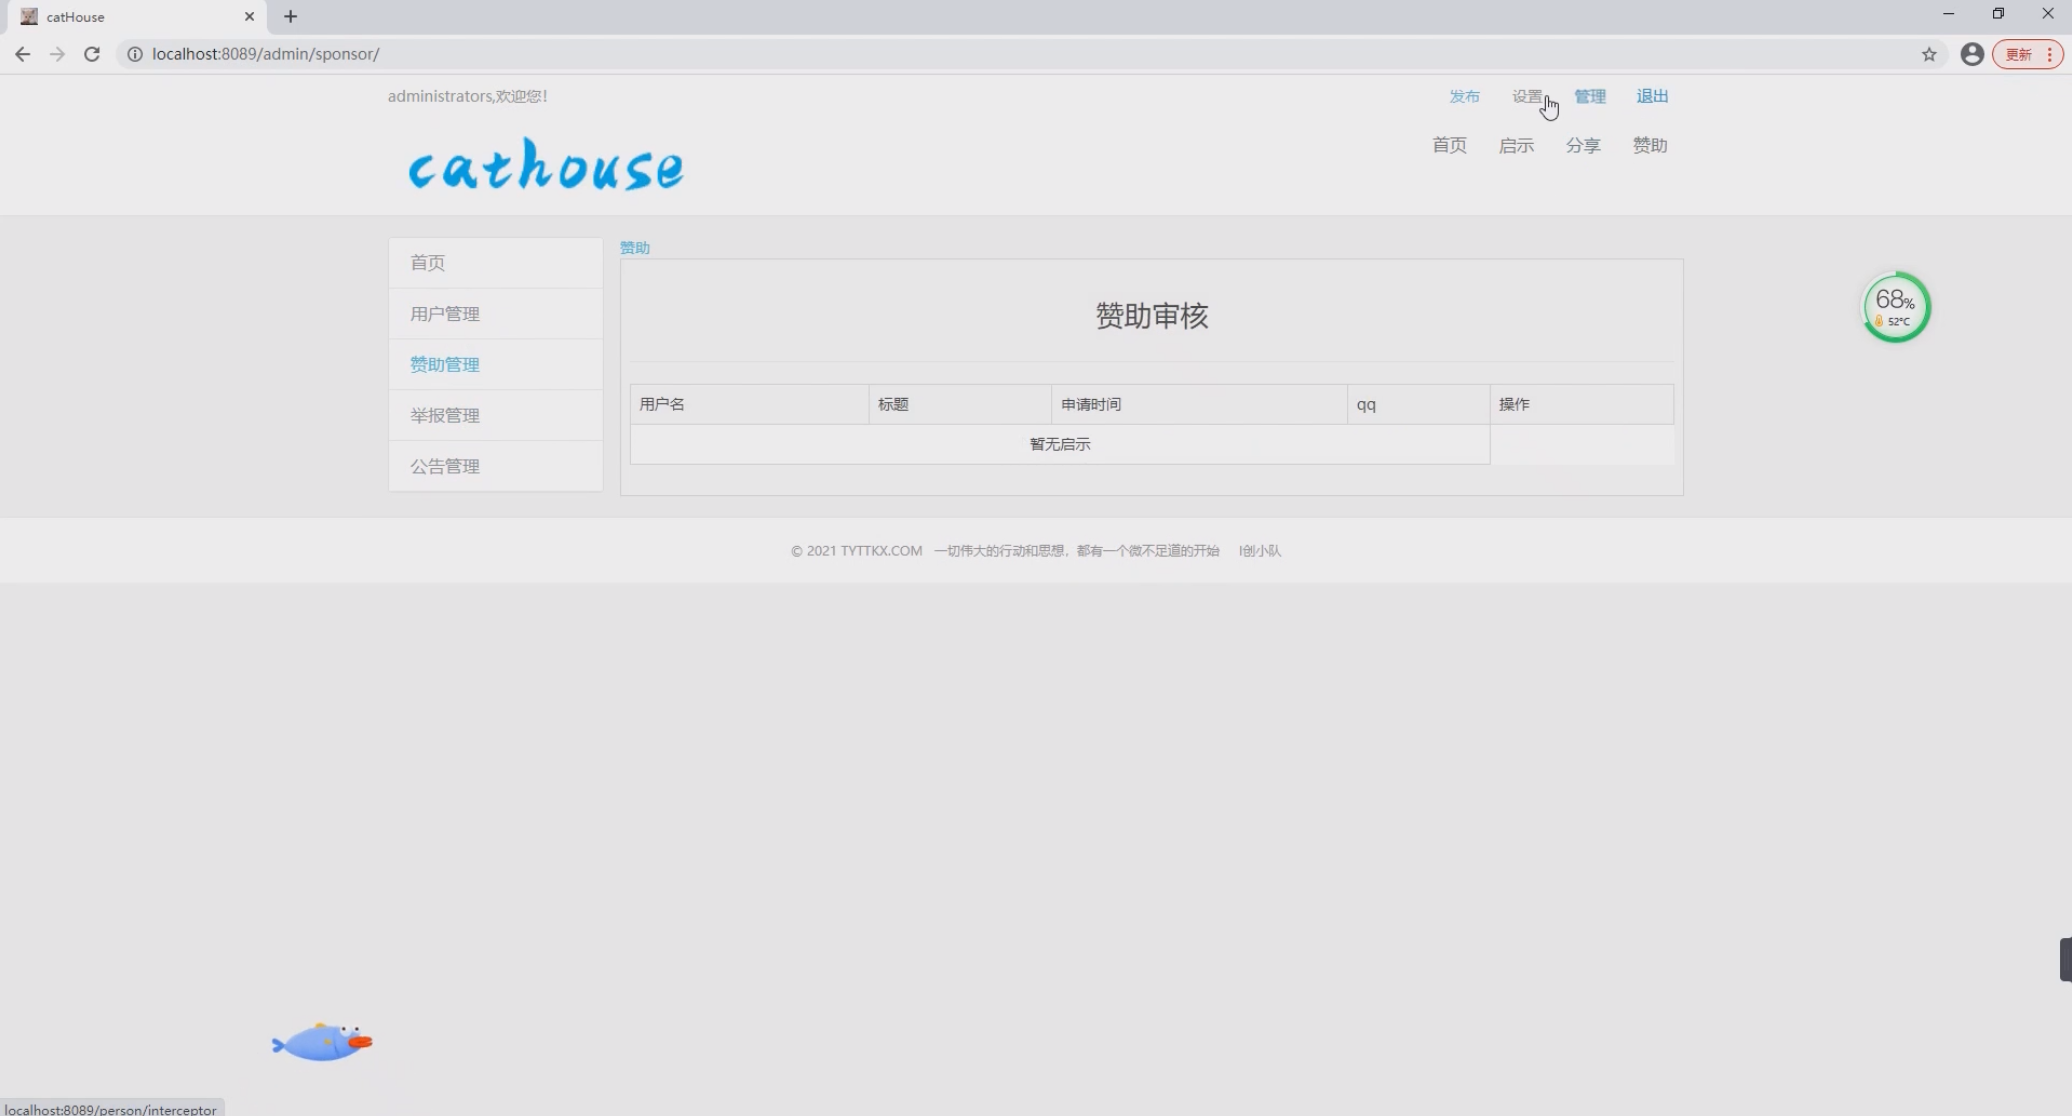 catHouse
localhost:8089/admin/sponsor/
更新
administrators,欢迎您!
发布 设置 管理 退出
cathouse
首页 启示 分享 赞助
首页
用户管理
赞助管理
举报管理
公告管理
赞助
赞助审核
用户名 标题 申请时间 qq 操作
暂无启示
68%
52°C
© 2021 TYTTKX.COM 一切伟大的行动和思想，都有一个微不足道的开始 I创小队
localhost:8089/person/interceptor